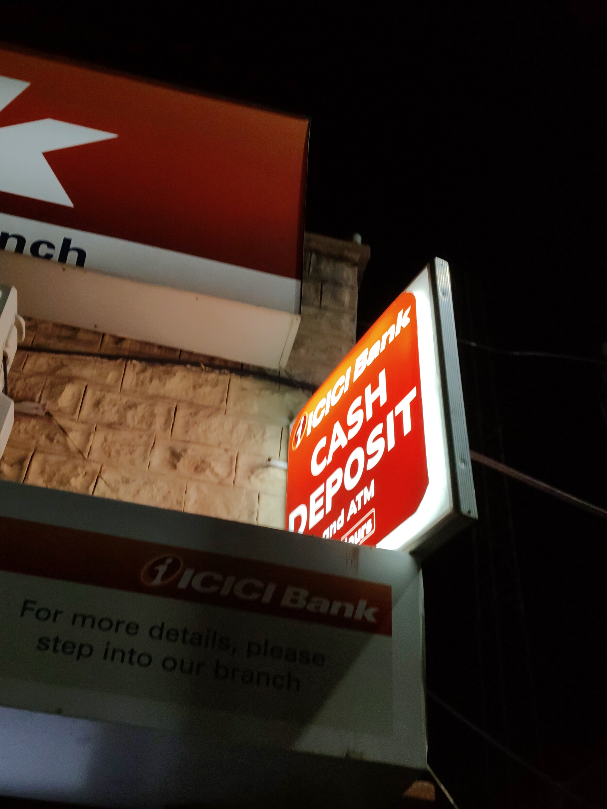 nch
ICICI Bank
CASH
DEPOSIT
and ATM
ICICI Bank
For more details, please
step into our branch